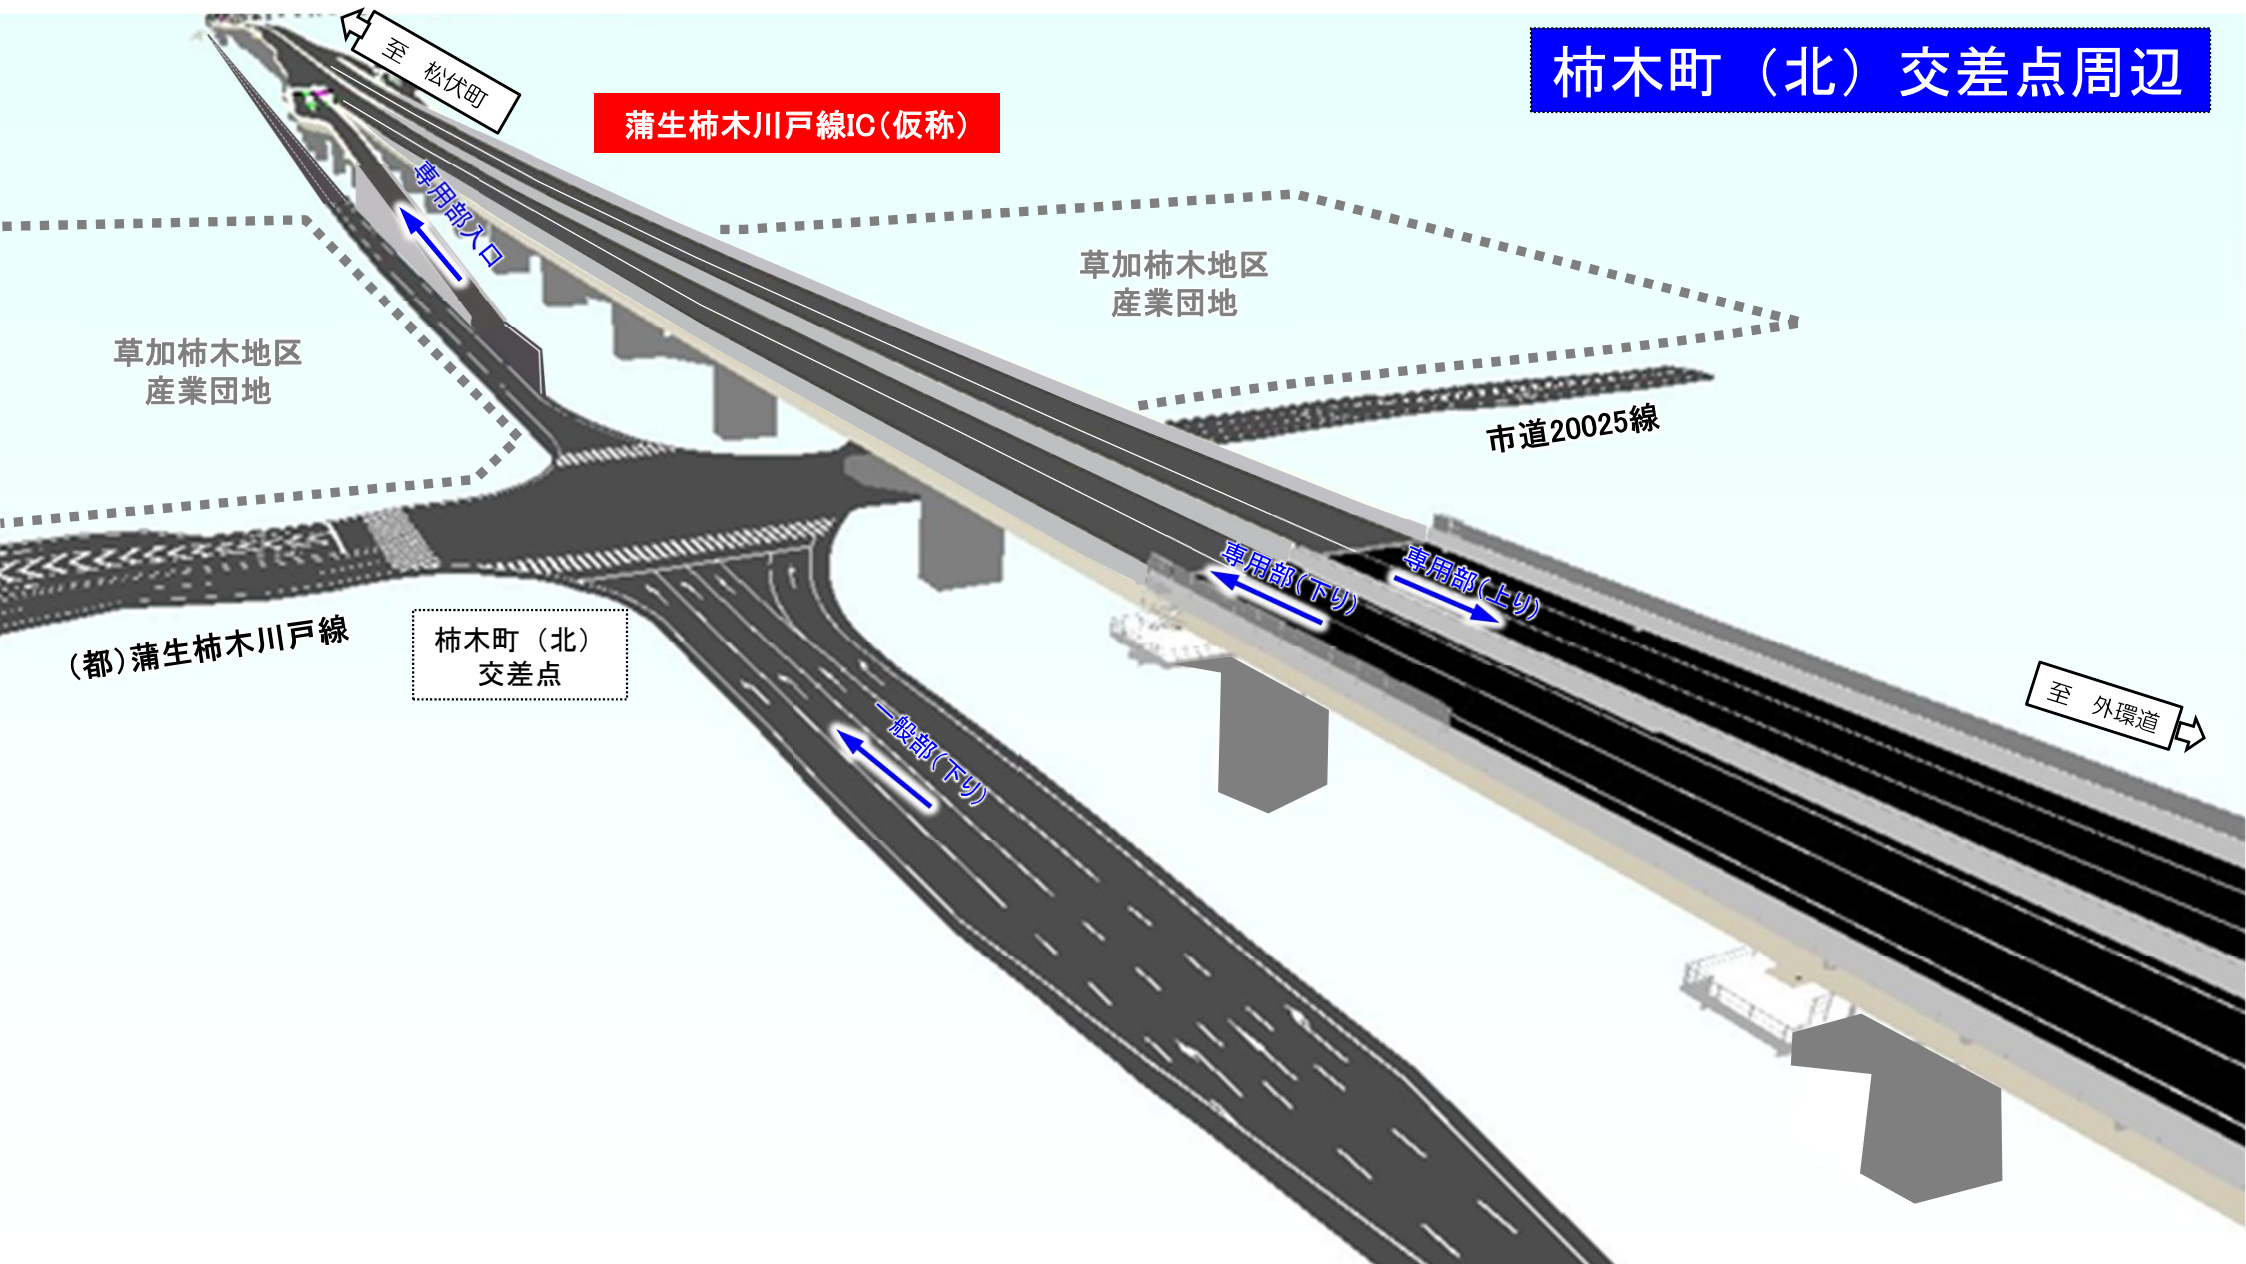 至　松伏町
柿木町（北）交差点周辺
蒲生柿木川戸線IC（仮称）
専用部入口
草加柿木地区
産業団地
草加柿木地区
産業団地
市道20025線
専用部（下り）
専用部（上り）
（都）蒲生柿木川戸線
柿木町（北）
交差点
至　外環道
一般部（下り）